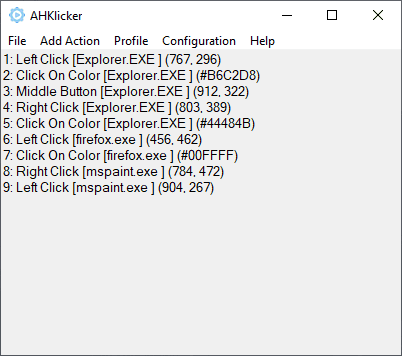 AHKlicker
File Add Action Profile Configuration Help
1: Left Click [Explorer.EXE ] (767, 296)
2: Click On Color [Explorer.EXE ] (#B6C2D8)
3: Middle Button [Explorer.EXE ] (912, 322)
4: Right Click [Explorer.EXE ] (803, 389)
5: Click On Color [Explorer.EXE ] (#44484B)
6: Left Click [firefox.exe ] (456, 462)
7: Click On Color [firefox.exe ] (#00FFFF)
8: Right Click [mspaint.exe ] (784, 472)
9: Left Click [mspaint.exe ] (904, 267)